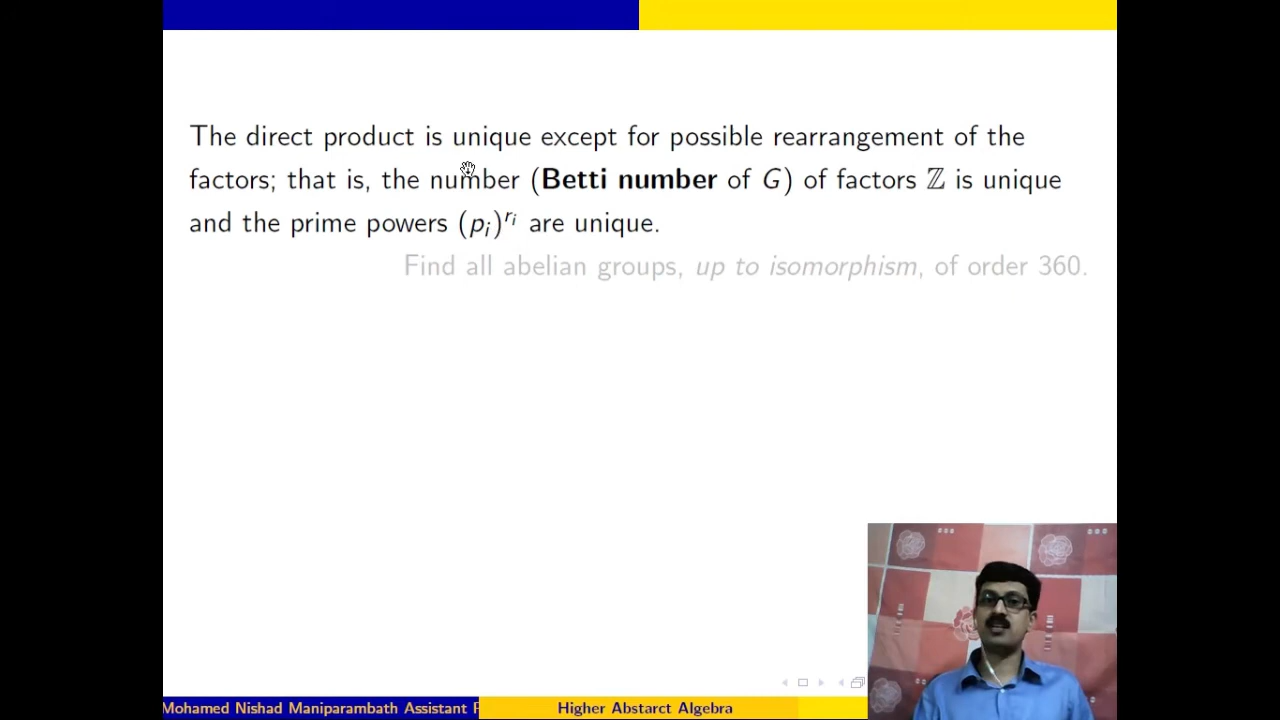 The direct product is unique except for possible rearrangement of the
factors; that is, the number (Betti number of G) of factors ℤ is unique
and the prime powers (pᵢ)^{rᵢ} are unique.
Find all abelian groups, up to isomorphism, of order 360.
Mohamed Nishad Maniparambath Assistant P
Higher Abstarct Algebra